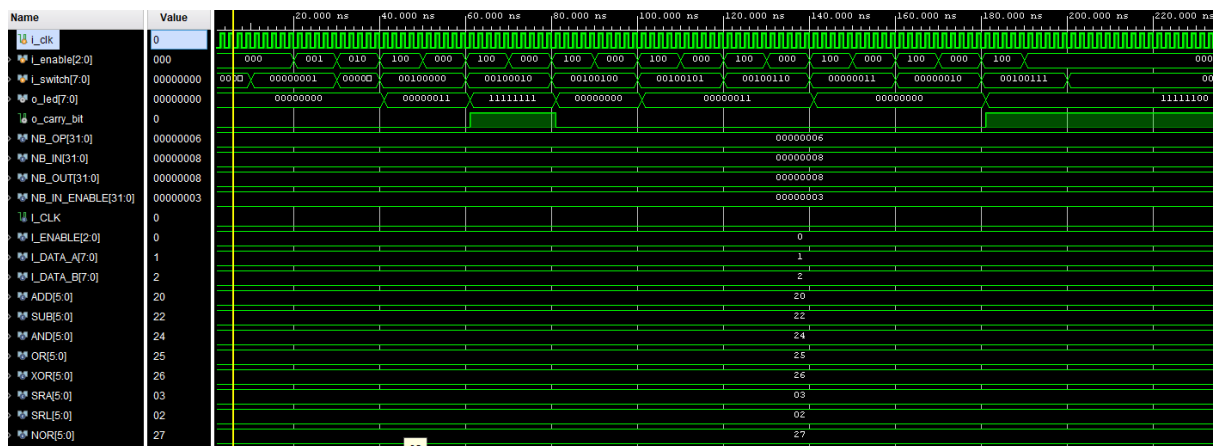 Name Value 20.000 ns 40.000 ns 60.000 ns 80.000 ns 100.000 ns 120.000 ns 140.000 ns 160.000 ns 180.000 ns 200.000 ns 220.000 ns
i_clk 0
i_enable[2:0] 000 000 001 010 100 000 100 000 100 000 100 000 100 000 100 000 100 000 100 000
i_switch[7:0] 00000000 00000001 00100000 00100010 00100100 00100101 00100110 00000011 00000010 00100111 00
o_led[7:0] 00000000 00000000 00000011 11111111 00000000 00000011 00000000 11111100
o_carry_bit 0
NB_OP[31:0] 00000006 00000006
NB_IN[31:0] 00000008 00000008
NB_OUT[31:0] 00000008 00000008
NB_IN_ENABLE[31:0] 00000003 00000003
I_CLK 0
I_ENABLE[2:0] 0 0
I_DATA_A[7:0] 1 1
I_DATA_B[7:0] 2 2
ADD[5:0] 20 20
SUB[5:0] 22 22
AND[5:0] 24 24
OR[5:0] 25 25
XOR[5:0] 26 26
SRA[5:0] 03 03
SRL[5:0] 02 02
NOR[5:0] 27 27